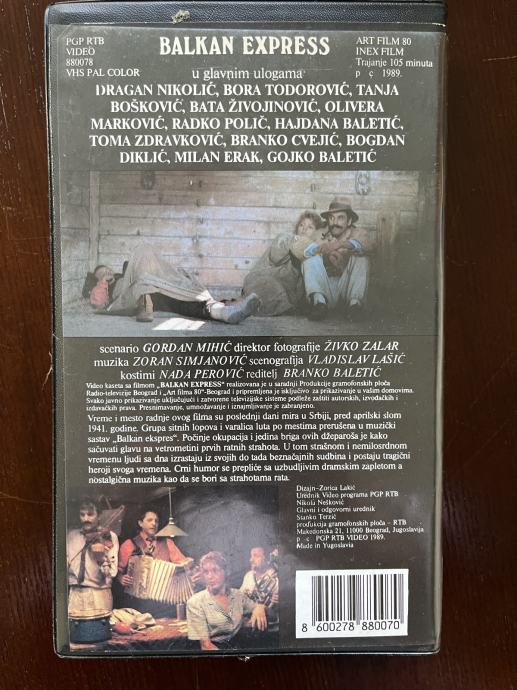 PGP RTB
VIDEO
880078
VHS PAL COLOR
BALKAN EXPRESS
ART FILM 80
INEX FILM
Trajanje 105 minuta
p c 1989.
u glavnim ulogama
DRAGAN NIKOLIĆ, BORA TODOROVIĆ, TANJA
BOŠKOVIĆ, BATA ŽIVOJINOVIĆ, OLIVERA
MARKOVIĆ, RADKO POLIČ, HAJDANA BALETIĆ,
TOMA ZDRAVKOVIĆ, BRANKO CVEJIĆ, BOGDAN
DIKLIĆ, MILAN ERAK, GOJKO BALETIĆ
scenario GORDAN MIHIĆ direktor fotografije ŽIVKO ZALAR
muzika ZORAN SIMJANOVIĆ scenografija VLADISLAV LAŠIĆ
kostimi NADA PEROVIĆ reditelj BRANKO BALETIĆ
Video kaseta sa filmom „BALKAN EXPRESS" realizovana je u saradnji Produkcije gramofonskih ploča
Radio-televizije Beograd i „Art filma 80"-Beograd i pripremljena je isključivo za prikazivanje u vašim domovima.
Svako javno prikazivanje uključujući i zatvorene televizijske sisteme podleže zaštiti autorskih, izvođačkih i
izdavačkih prava. Presnimavanje, umnožavanje i iznajmljivanje je zabranjeno.
Vreme i mesto radnje ovog filma su poslednji dani mira u Srbiji, pred aprilski slom
1941. godine. Grupa sitnih lopova i varalica luta po mestima prerušena u muzički
sastav „Balkan ekspres". Počinje okupacija i jedina briga ovih džeparoša je kako
sačuvati glavu na vetrometini prvih ratnih strahota. U tom strašnom i nemilosrdnom
vremenu ljudi sa dna izrastaju iz svojih do tada beznačajnih sudbina i postaju tragični
heroji svoga vremena. Crni humor se prepliće sa uzbudljivim dramskim zapletom a
nostalgična muzika kao da se bori sa strahotama rata.
Dizajn-Zorica Lakić
Urednik Video programa PGP RTB
Nikola Nešković
Glavni i odgovorni urednik
Stanko Terzić
produkcija gramofonskih ploča – RTB
Makedonska 21, 11000 Beograd, Jugoslavija
p c PGP RTB VIDEO 1989.
Made in Yugoslavia
8 600278 880070